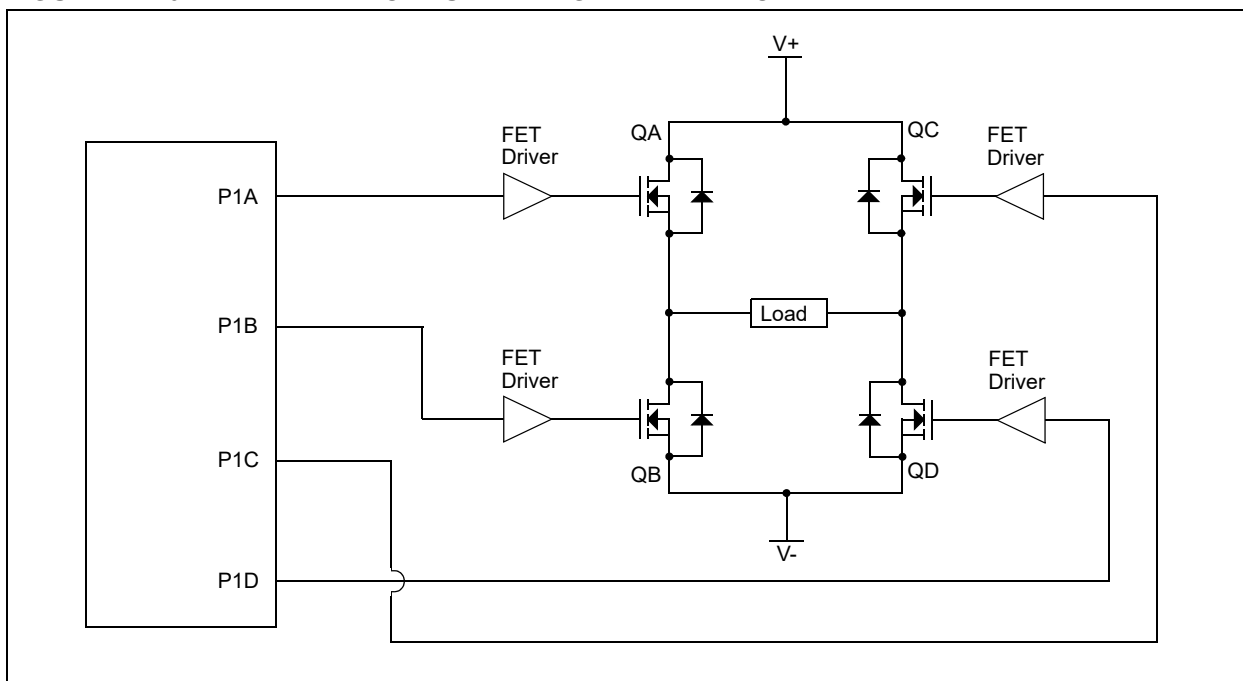 V+
QA
QC
FET
Driver
FET
Driver
P1A
P1B
Load
FET
Driver
FET
Driver
P1C
QB
QD
V-
P1D